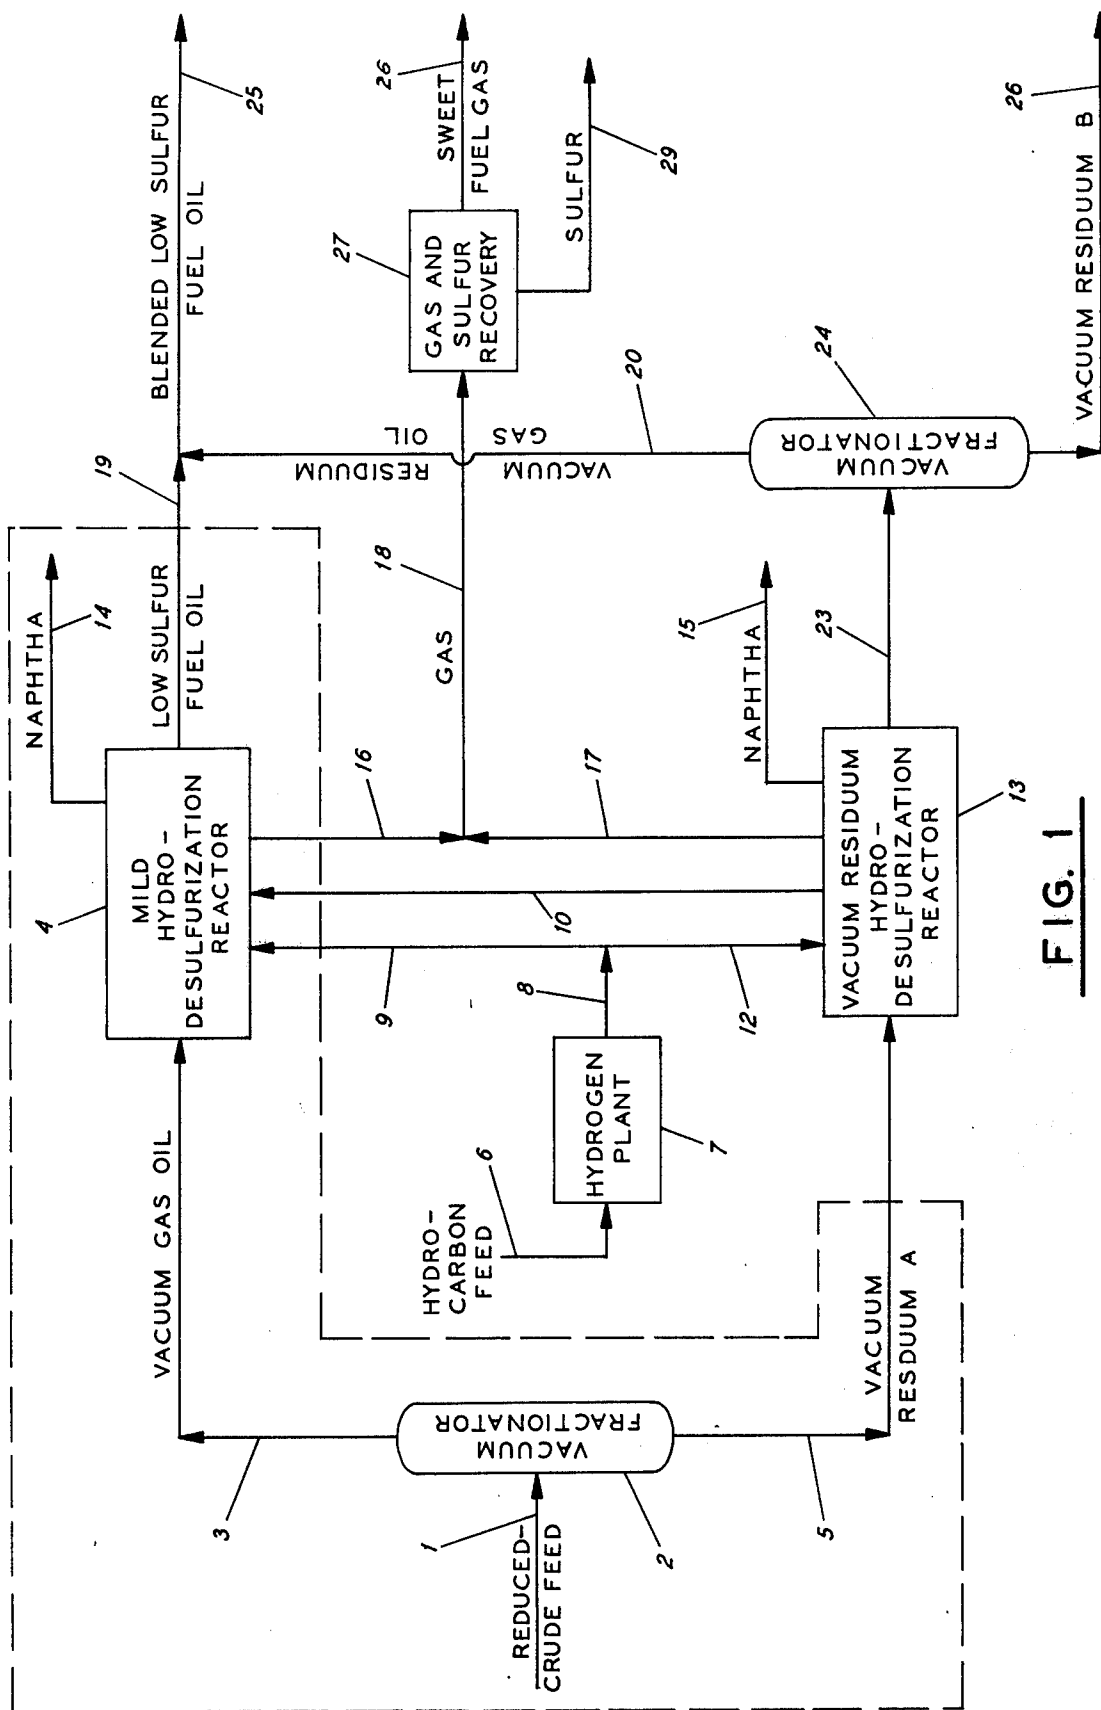 NAPHTHA
14
LOW SULFUR
FUEL OIL
19
BLENDED LOW SULFUR
FUEL OIL
25
VACUUM GAS OIL
4
MILD
HYDRO-
DESULFURIZATION
REACTOR
3
16
GAS
18
RESIDUUM
OIL
VACUUM
GAS
20
27
GAS AND
SULFUR
RECOVERY
26
SWEET
FUEL GAS
SULFUR
29
REDUCED-
CRUDE FEED
1
VACUUM
FRACTIONATOR
2
HYDRO-
CARBON
FEED
6
HYDROGEN
PLANT
7
8
9
10
12
17
NAPHTHA
15
5
VACUUM
RESDUUM A
VACUUM RESIDUUM
HYDRO-
DESULFURIZATION
REACTOR
13
23
VACUUM
FRACTIONATOR
24
VACUUM RESIDUUM B
26
FIG. 1